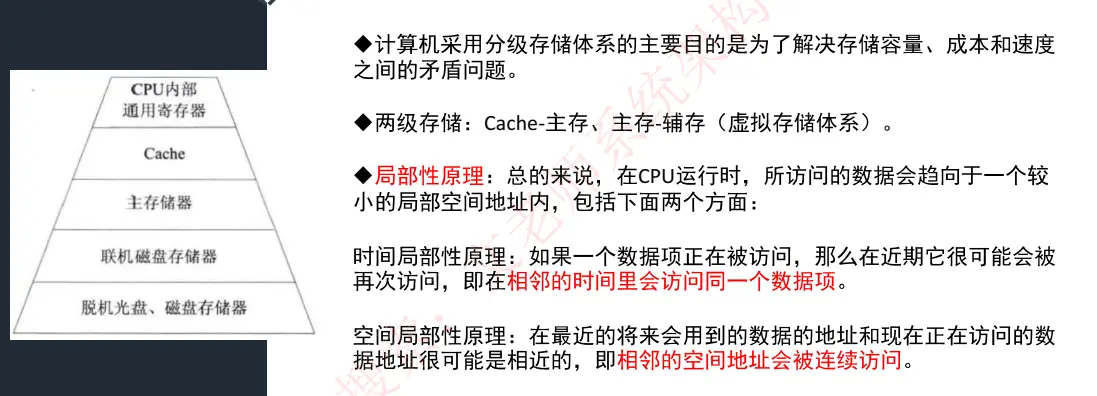 CPU内部
通用寄存器
Cache
主存储器
联机磁盘存储器
脱机光盘、磁盘存储器
◆计算机采用分级存储体系的主要目的是为了解决存储容量、成本和速度
之间的矛盾问题。
◆两级存储：Cache-主存、主存-辅存（虚拟存储体系）。
◆局部性原理：总的来说，在CPU运行时，所访问的数据会趋向于一个较
小的局部空间地址内，包括下面两个方面：
时间局部性原理：如果一个数据项正在被访问，那么在近期它很可能会被
再次访问，即在相邻的时间里会访问同一个数据项。
空间局部性原理：在最近的将来会用到的数据的地址和现在正在访问的数
据地址很可能是相近的，即相邻的空间地址会被连续访问。
老师系统架构